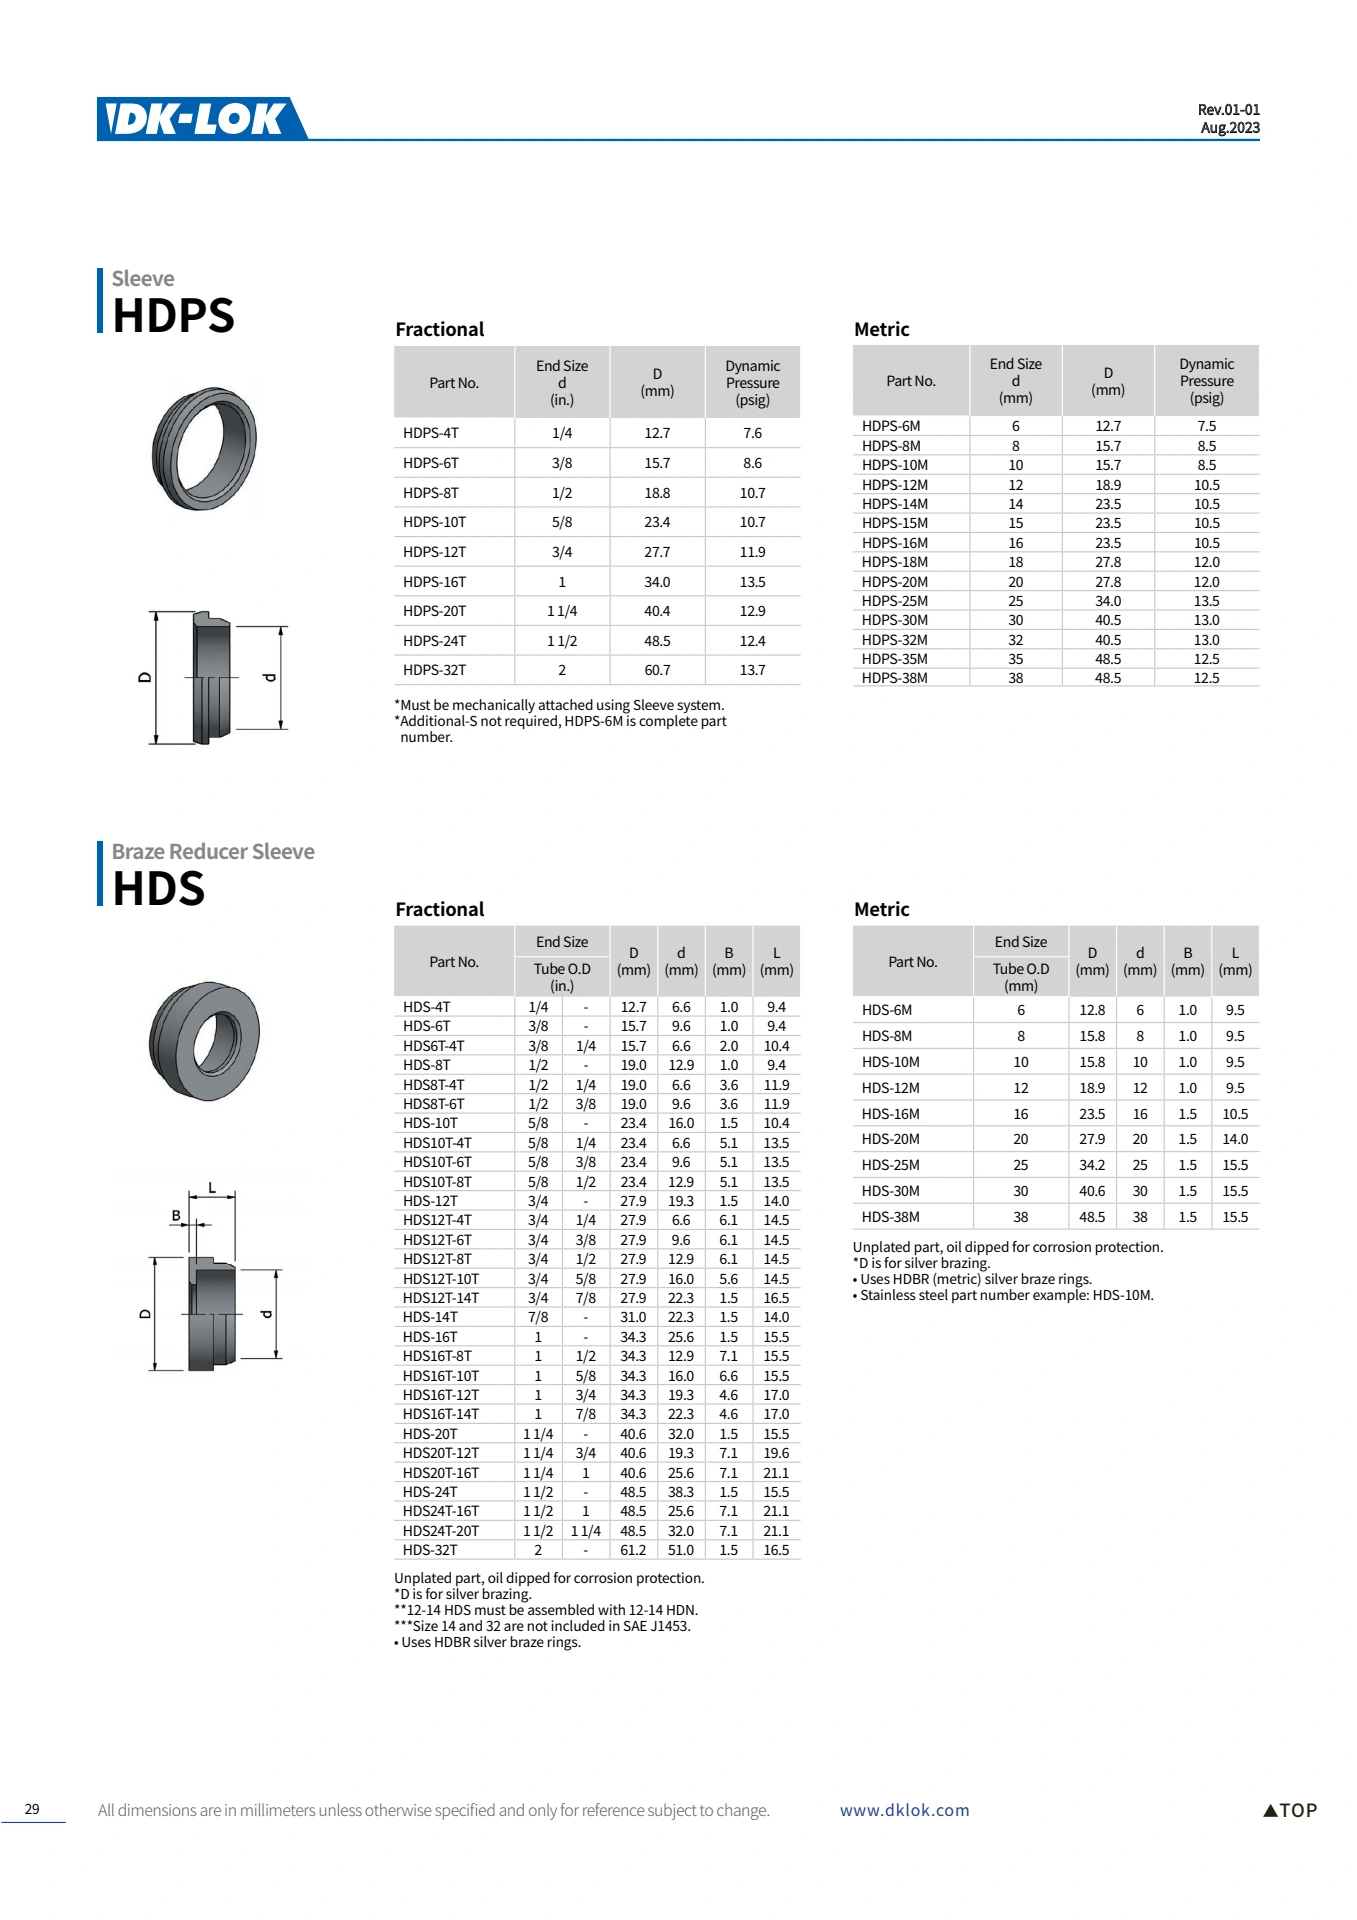 DK-LOK
Rev.01-01
Aug.2023
Sleeve
HDPS
D
d
Fractional
Part No. End Size d (in.) D (mm) Dynamic Pressure (psig)
HDPS-4T 1/4 12.7 7.6
HDPS-6T 3/8 15.7 8.6
HDPS-8T 1/2 18.8 10.7
HDPS-10T 5/8 23.4 10.7
HDPS-12T 3/4 27.7 11.9
HDPS-16T 1 34.0 13.5
HDPS-20T 1 1/4 40.4 12.9
HDPS-24T 1 1/2 48.5 12.4
HDPS-32T 2 60.7 13.7
*Must be mechanically attached using Sleeve system.
*Additional-S not required, HDPS-6M is complete part
number.
Metric
Part No. End Size d (mm) D (mm) Dynamic Pressure (psig)
HDPS-6M 6 12.7 7.5
HDPS-8M 8 15.7 8.5
HDPS-10M 10 15.7 8.5
HDPS-12M 12 18.9 10.5
HDPS-14M 14 23.5 10.5
HDPS-15M 15 23.5 10.5
HDPS-16M 16 23.5 10.5
HDPS-18M 18 27.8 12.0
HDPS-20M 20 27.8 12.0
HDPS-25M 25 34.0 13.5
HDPS-30M 30 40.5 13.0
HDPS-32M 32 40.5 13.0
HDPS-35M 35 48.5 12.5
HDPS-38M 38 48.5 12.5
Braze Reducer Sleeve
HDS
L
B
D
d
Fractional
Part No. End Size Tube O.D (in.) D (mm) d (mm) B (mm) L (mm)
HDS-4T 1/4 - 12.7 6.6 1.0 9.4
HDS-6T 3/8 - 15.7 9.6 1.0 9.4
HDS6T-4T 3/8 1/4 15.7 6.6 2.0 10.4
HDS-8T 1/2 - 19.0 12.9 1.0 9.4
HDS8T-4T 1/2 1/4 19.0 6.6 3.6 11.9
HDS8T-6T 1/2 3/8 19.0 9.6 3.6 11.9
HDS-10T 5/8 - 23.4 16.0 1.5 10.4
HDS10T-4T 5/8 1/4 23.4 6.6 5.1 13.5
HDS10T-6T 5/8 3/8 23.4 9.6 5.1 13.5
HDS10T-8T 5/8 1/2 23.4 12.9 5.1 13.5
HDS-12T 3/4 - 27.9 19.3 1.5 14.0
HDS12T-4T 3/4 1/4 27.9 6.6 6.1 14.5
HDS12T-6T 3/4 3/8 27.9 9.6 6.1 14.5
HDS12T-8T 3/4 1/2 27.9 12.9 6.1 14.5
HDS12T-10T 3/4 5/8 27.9 16.0 5.6 14.5
HDS12T-14T 3/4 7/8 27.9 22.3 1.5 16.5
HDS-14T 7/8 - 31.0 22.3 1.5 14.0
HDS-16T 1 - 34.3 25.6 1.5 15.5
HDS16T-8T 1 1/2 34.3 12.9 7.1 15.5
HDS16T-10T 1 5/8 34.3 16.0 6.6 15.5
HDS16T-12T 1 3/4 34.3 19.3 4.6 17.0
HDS16T-14T 1 7/8 34.3 22.3 4.6 17.0
HDS-20T 1 1/4 - 40.6 32.0 1.5 15.5
HDS20T-12T 1 1/4 3/4 40.6 19.3 7.1 19.6
HDS20T-16T 1 1/4 1 40.6 25.6 7.1 21.1
HDS-24T 1 1/2 - 48.5 38.3 1.5 15.5
HDS24T-16T 1 1/2 1 48.5 25.6 7.1 21.1
HDS24T-20T 1 1/2 1 1/4 48.5 32.0 7.1 21.1
HDS-32T 2 - 61.2 51.0 1.5 16.5
Unplated part, oil dipped for corrosion protection.
*D is for silver brazing.
**12-14 HDS must be assembled with 12-14 HDN.
***Size 14 and 32 are not included in SAE J1453.
• Uses HDBR silver braze rings.
Metric
Part No. End Size Tube O.D (mm) D (mm) d (mm) B (mm) L (mm)
HDS-6M 6 12.8 6 1.0 9.5
HDS-8M 8 15.8 8 1.0 9.5
HDS-10M 10 15.8 10 1.0 9.5
HDS-12M 12 18.9 12 1.0 9.5
HDS-16M 16 23.5 16 1.5 10.5
HDS-20M 20 27.9 20 1.5 14.0
HDS-25M 25 34.2 25 1.5 15.5
HDS-30M 30 40.6 30 1.5 15.5
HDS-38M 38 48.5 38 1.5 15.5
Unplated part, oil dipped for corrosion protection.
*D is for silver brazing.
• Uses HDBR (metric) silver braze rings.
• Stainless steel part number example: HDS-10M.
29
All dimensions are in millimeters unless otherwise specified and only for reference subject to change.
www.dklok.com
▲TOP